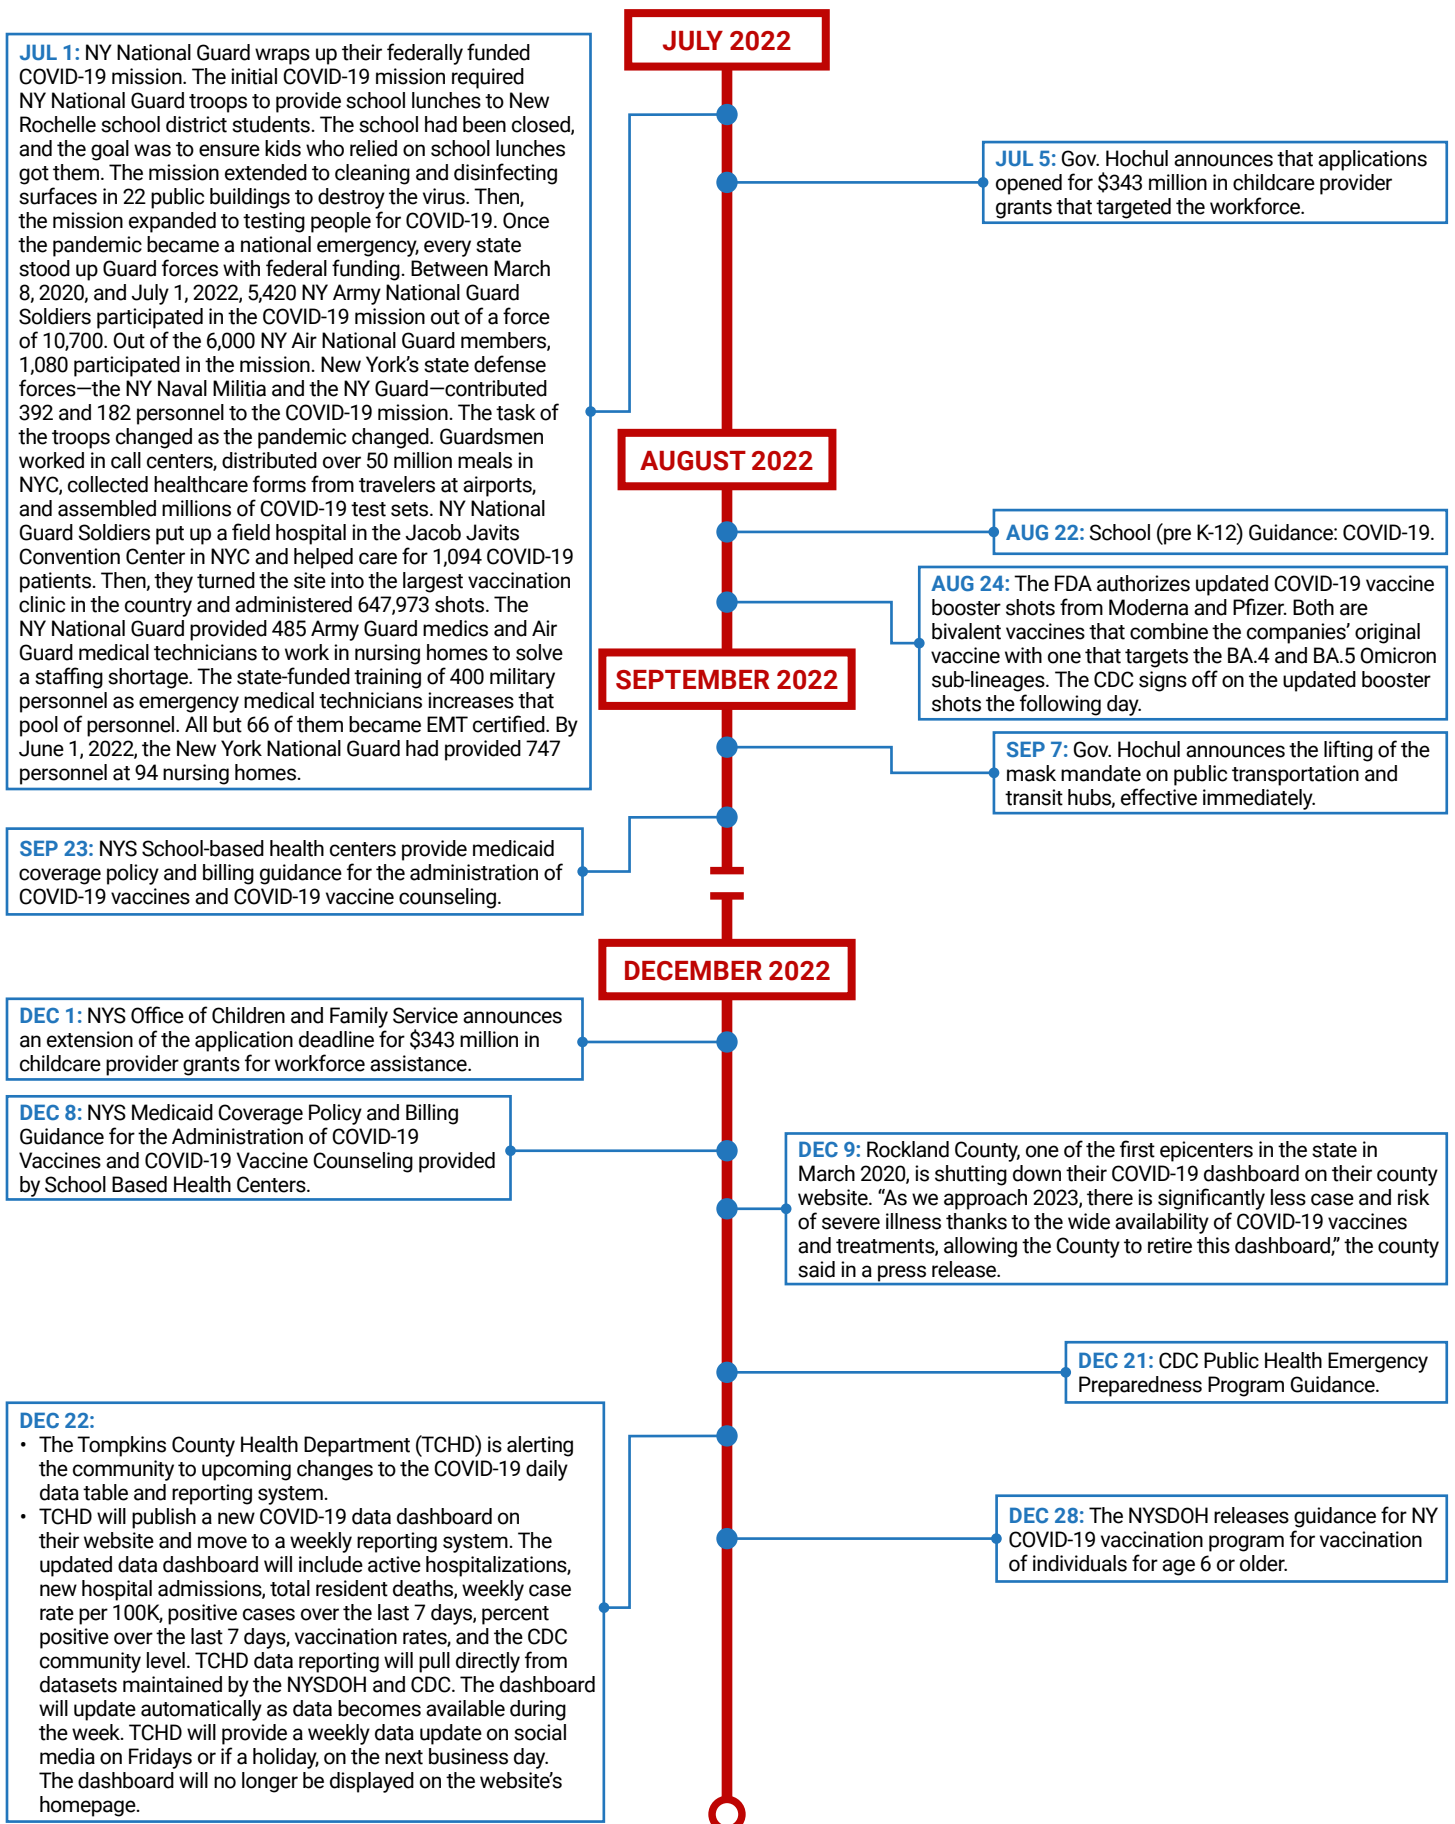 JULY 2022
JUL 1: NY National Guard wraps up their federally funded
COVID-19 mission. The initial COVID-19 mission required
NY National Guard troops to provide school lunches to New
Rochelle school district students. The school had been closed,
and the goal was to ensure kids who relied on school lunches
got them. The mission extended to cleaning and disinfecting
surfaces in 22 public buildings to destroy the virus. Then,
the mission expanded to testing people for COVID-19. Once
the pandemic became a national emergency, every state
stood up Guard forces with federal funding. Between March
8, 2020, and July 1, 2022, 5,420 NY Army National Guard
Soldiers participated in the COVID-19 mission out of a force
of 10,700. Out of the 6,000 NY Air National Guard members,
1,080 participated in the mission. New York's state defense
forces—the NY Naval Militia and the NY Guard—contributed
392 and 182 personnel to the COVID-19 mission. The task of
the troops changed as the pandemic changed. Guardsmen
worked in call centers, distributed over 50 million meals in
NYC, collected healthcare forms from travelers at airports,
and assembled millions of COVID-19 test sets. NY National
Guard Soldiers put up a field hospital in the Jacob Javits
Convention Center in NYC and helped care for 1,094 COVID-19
patients. Then, they turned the site into the largest vaccination
clinic in the country and administered 647,973 shots. The
NY National Guard provided 485 Army Guard medics and Air
Guard medical technicians to work in nursing homes to solve
a staffing shortage. The state-funded training of 400 military
personnel as emergency medical technicians increases that
pool of personnel. All but 66 of them became EMT certified. By
June 1, 2022, the New York National Guard had provided 747
personnel at 94 nursing homes.
JUL 5: Gov. Hochul announces that applications
opened for $343 million in childcare provider
grants that targeted the workforce.
AUGUST 2022
AUG 22: School (pre K-12) Guidance: COVID-19.
AUG 24: The FDA authorizes updated COVID-19 vaccine
booster shots from Moderna and Pfizer. Both are
bivalent vaccines that combine the companies' original
vaccine with one that targets the BA.4 and BA.5 Omicron
sub-lineages. The CDC signs off on the updated booster
shots the following day.
SEPTEMBER 2022
SEP 7: Gov. Hochul announces the lifting of the
mask mandate on public transportation and
transit hubs, effective immediately.
SEP 23: NYS School-based health centers provide medicaid
coverage policy and billing guidance for the administration of
COVID-19 vaccines and COVID-19 vaccine counseling.
DECEMBER 2022
DEC 1: NYS Office of Children and Family Service announces
an extension of the application deadline for $343 million in
childcare provider grants for workforce assistance.
DEC 8: NYS Medicaid Coverage Policy and Billing
Guidance for the Administration of COVID-19
Vaccines and COVID-19 Vaccine Counseling provided
by School Based Health Centers.
DEC 9: Rockland County, one of the first epicenters in the state in
March 2020, is shutting down their COVID-19 dashboard on their county
website. "As we approach 2023, there is significantly less case and risk
of severe illness thanks to the wide availability of COVID-19 vaccines
and treatments, allowing the County to retire this dashboard," the county
said in a press release.
DEC 21: CDC Public Health Emergency
Preparedness Program Guidance.
DEC 22:
• The Tompkins County Health Department (TCHD) is alerting
the community to upcoming changes to the COVID-19 daily
data table and reporting system.
• TCHD will publish a new COVID-19 data dashboard on
their website and move to a weekly reporting system. The
updated data dashboard will include active hospitalizations,
new hospital admissions, total resident deaths, weekly case
rate per 100K, positive cases over the last 7 days, percent
positive over the last 7 days, vaccination rates, and the CDC
community level. TCHD data reporting will pull directly from
datasets maintained by the NYSDOH and CDC. The dashboard
will update automatically as data becomes available during
the week. TCHD will provide a weekly data update on social
media on Fridays or if a holiday, on the next business day.
The dashboard will no longer be displayed on the website's
homepage.
DEC 28: The NYSDOH releases guidance for NY
COVID-19 vaccination program for vaccination
of individuals for age 6 or older.